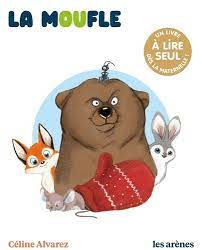 LA MOUFLE
UN LIVRE
À LIRE
SEUL
DÈS LA MATERNELLE !
Céline Alvarez
les arènes